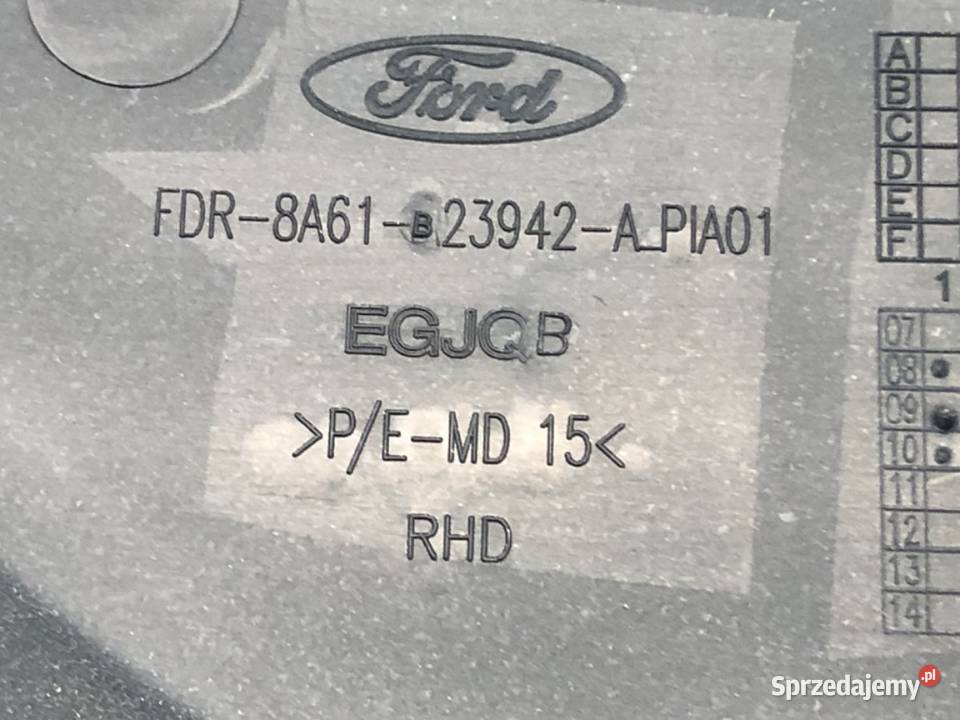 Ford
FDR-8A61-B23942-A_PIA01
EGJQB
>P/E-MD 15<
RHD
A
B
C
D
E
F
1
07
08
09
10
11
12
13
14
Sprzedajemy.pl